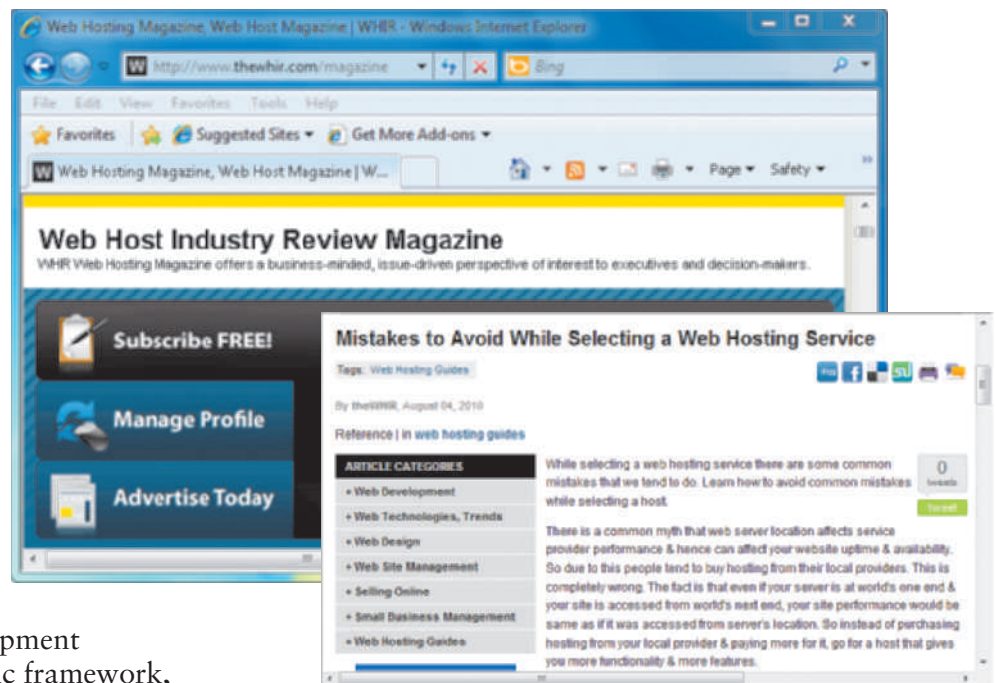 Web Hosting Magazine, Web Host Magazine | WHIR - Windows Internet Explorer
http://www.thewhir.com/magazine
Bing
File Edit View Favorites Tools Help
Favorites Suggested Sites Get More Add-ons
Web Hosting Magazine, Web Host Magazine | W... Page Safety
Web Host Industry Review Magazine
WHIR Web Hosting Magazine offers a business-minded, issue-driven perspective of interest to executives and decision-makers.
Subscribe FREE!
Manage Profile
Advertise Today
Mistakes to Avoid While Selecting a Web Hosting Service
Tags: Web Hosting Guides
By theWHIR, August 04, 2010
Reference | in web hosting guides
ARTICLE CATEGORIES
+ Web Development
+ Web Technologies, Trends
+ Web Design
+ Web Site Management
+ Selling Online
+ Small Business Management
+ Web Hosting Guides
While selecting a web hosting service there are some common
mistakes that we tend to do. Learn how to avoid common mistakes
while selecting a host.
0
tweets
tweet
There is a common myth that web server location affects service
provider performance & hence can affect your website uptime & availability.
So due to this people tend to buy hosting from their local providers. This is
completely wrong. The fact is that even if your server is at world's one end &
your site is accessed from world's next end, your site performance would be
same as if it was accessed from server's location. So instead of purchasing
hosting from your local provider & paying more for it, go for a host that gives
you more functionality & more features.
pment
ic framework,